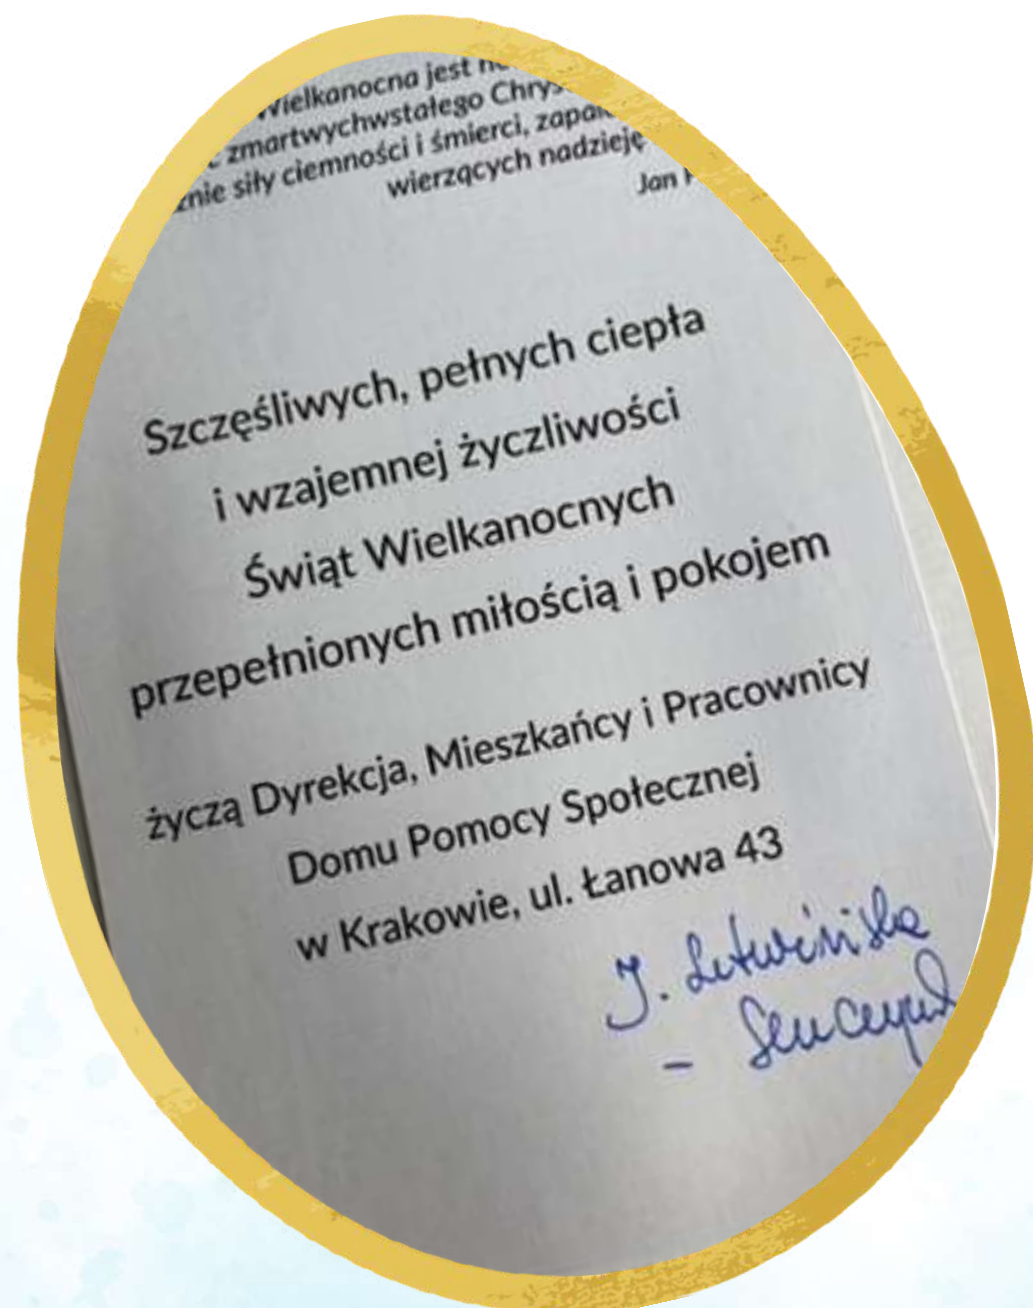 Wielkanocna jest
zmartwychwstałego
siły ciemności i śmierci,
wierzących nadzieję
Jan
Szczęśliwych, pełnych ciepła
i wzajemnej życzliwości
Świąt Wielkanocnych
przepełnionych miłością i pokojem
życzą Dyrekcja, Mieszkańcy i Pracownicy
Domu Pomocy Społecznej
w Krakowie, ul. Łanowa 43
J. Litwińska